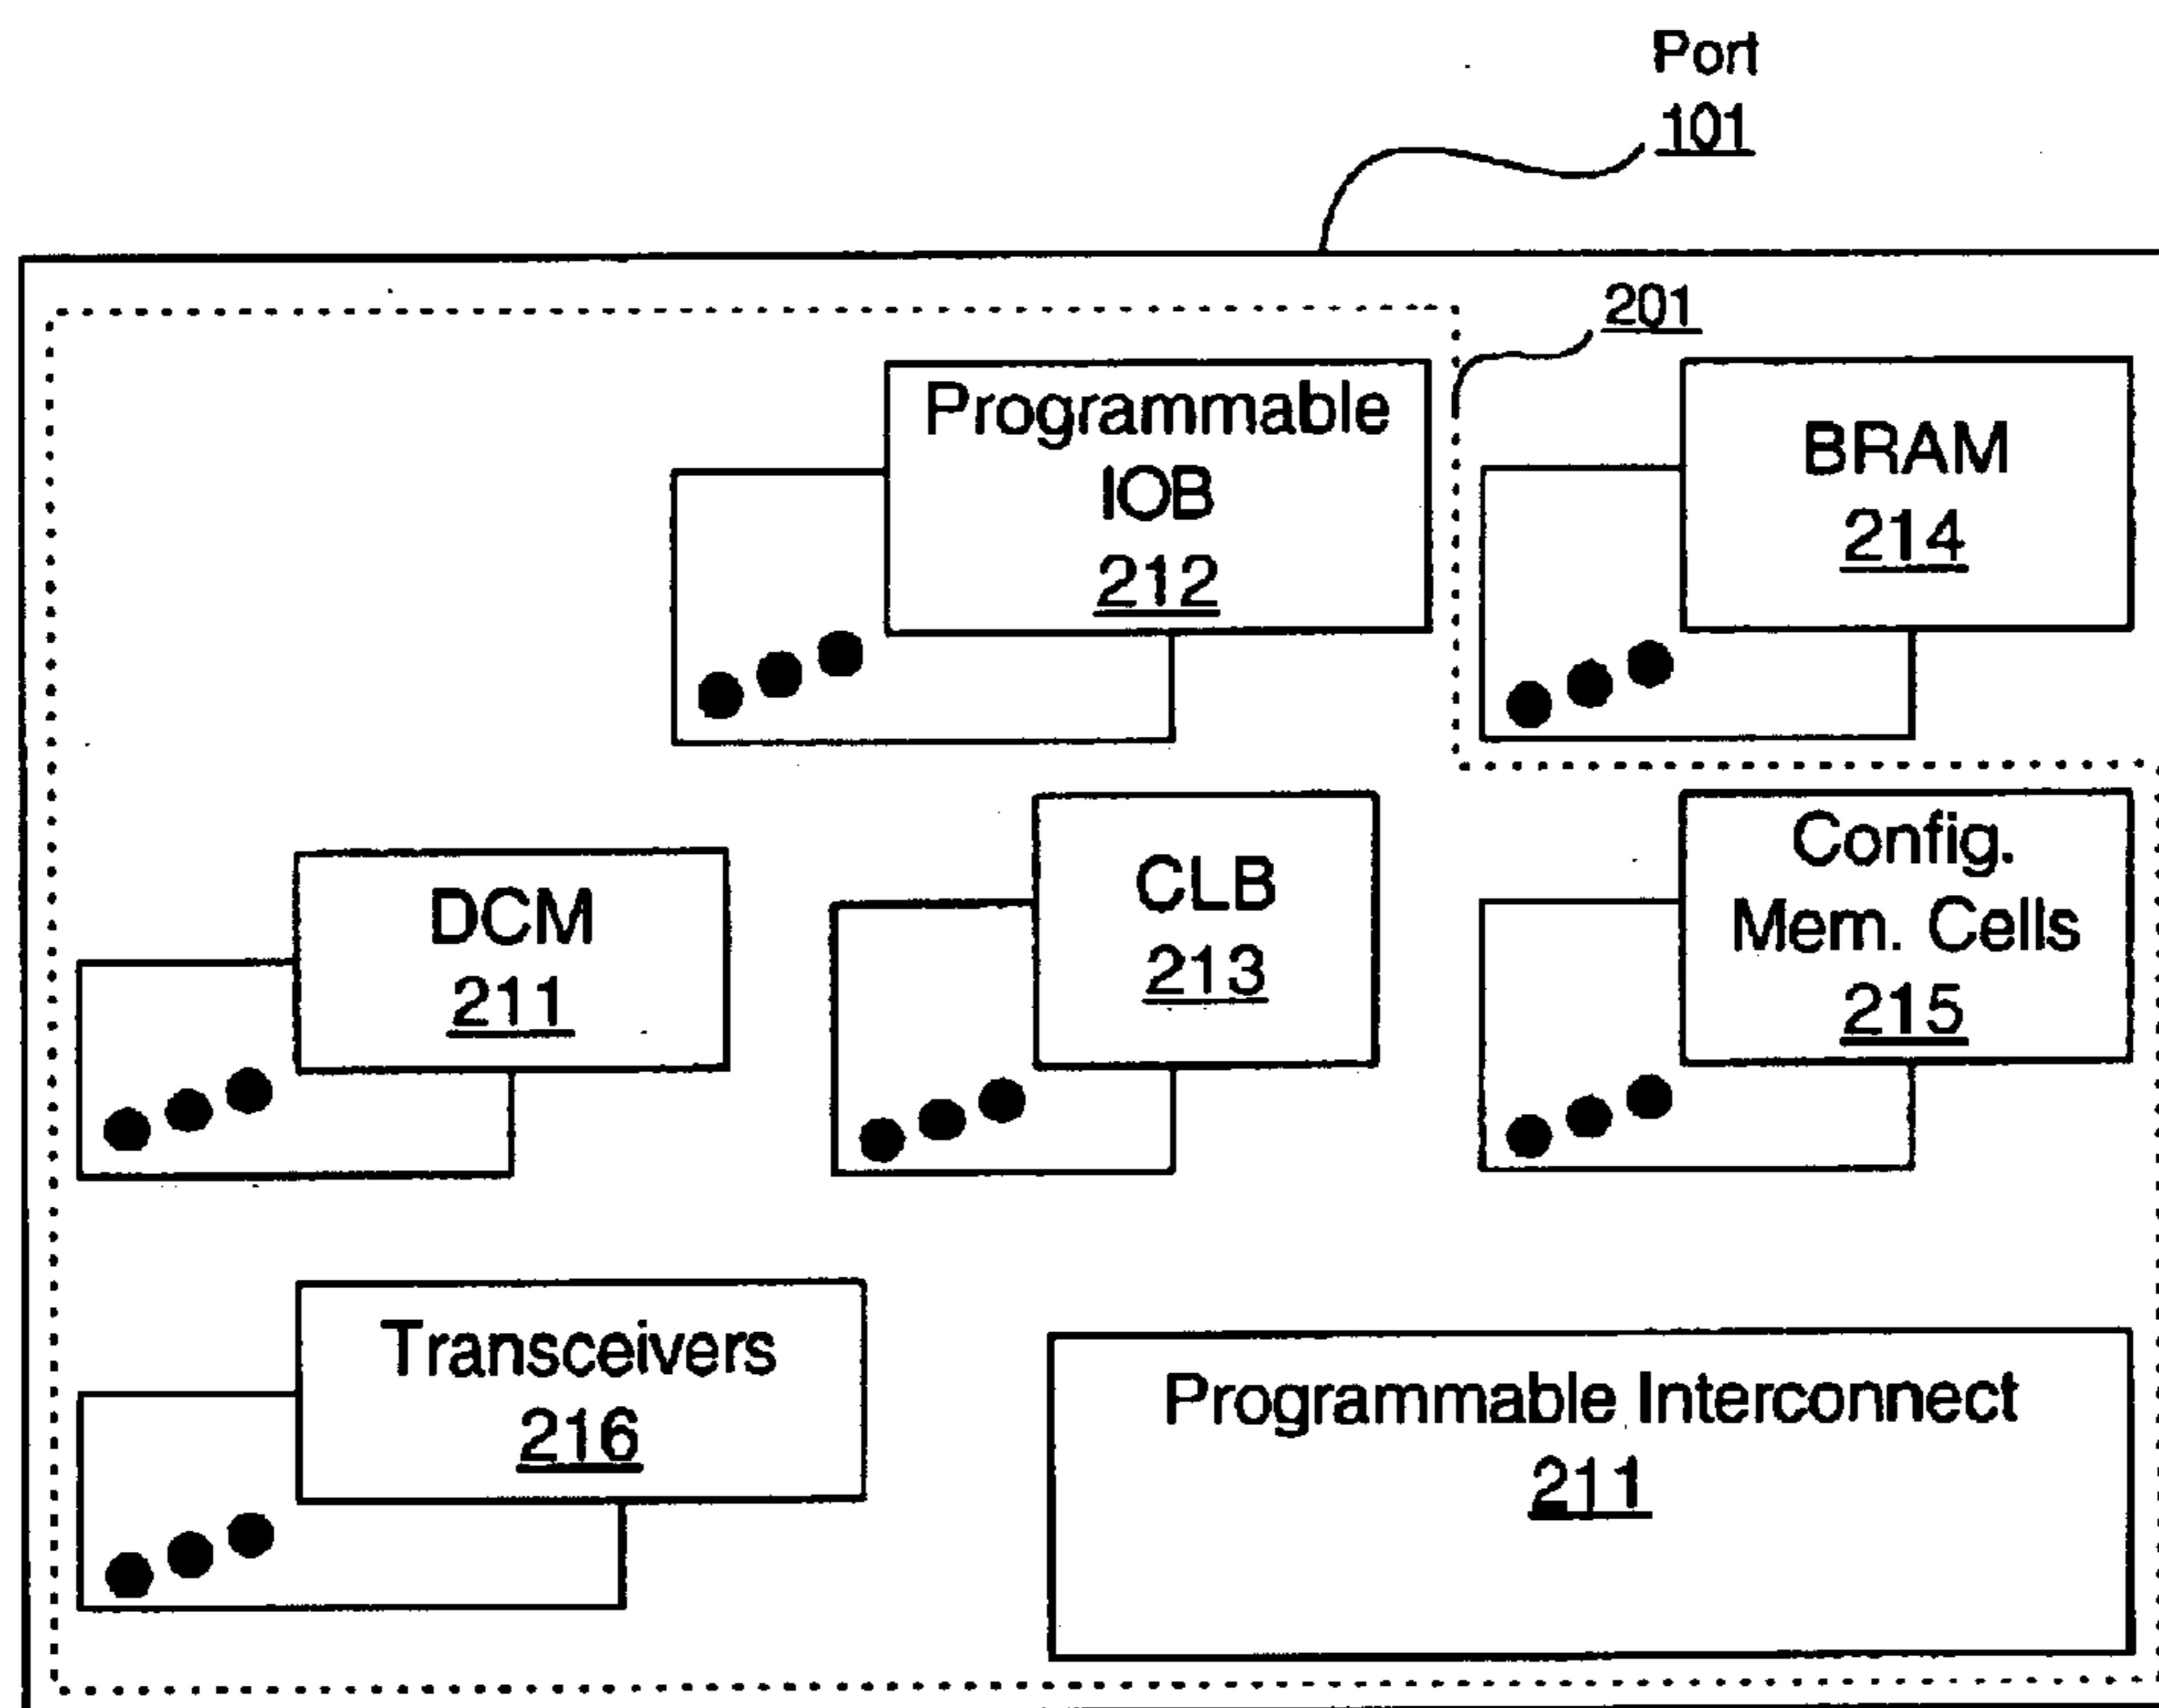 Port
101
201
Programmable
IOB
212
BRAM
214
DCM
211
CLB
213
Config.
Mem. Cells
215
Transceivers
216
Programmable Interconnect
211